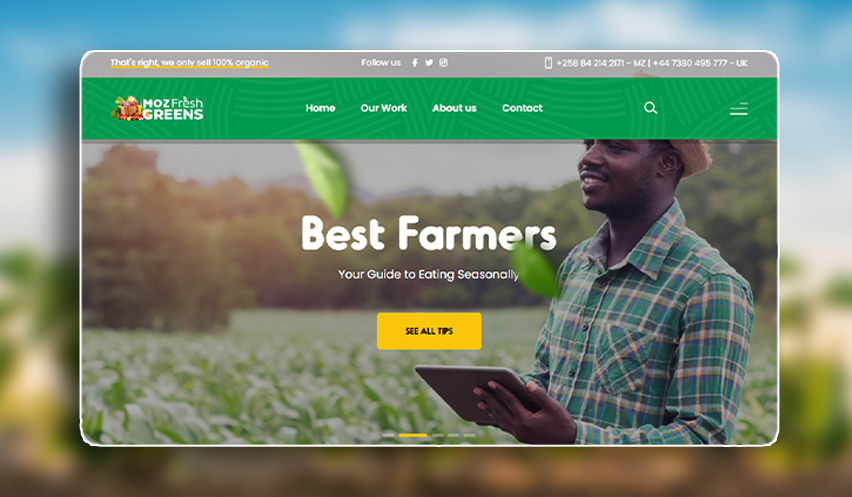 That's right, we only sell 100% organic
Follow us
+258 84 214 2171 - MZ | +44 7380 495 777 - UK
MOZ Fresh
GREENS
Home
Our Work
About us
Contact
Best Farmers
Your Guide to Eating Seasonally
SEE ALL TIPS